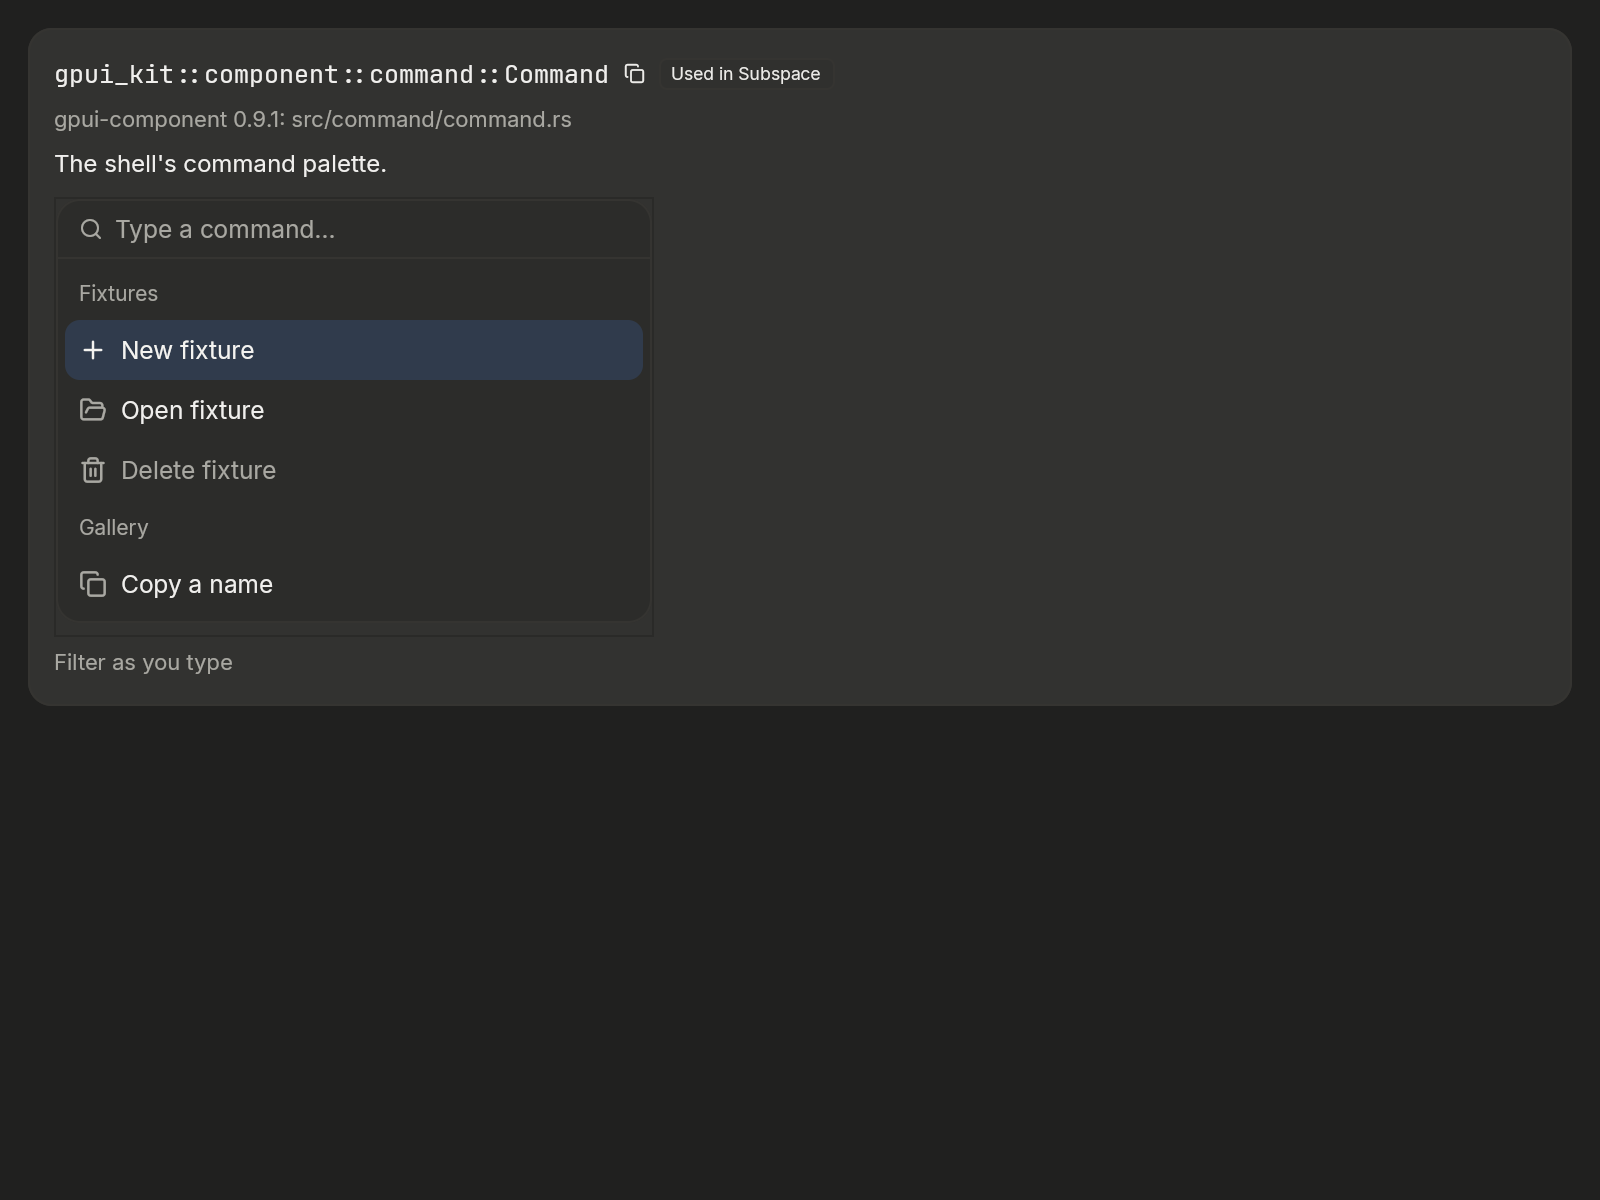 gpui_kit::component::command::Command Used in Subspace
gpui-component 0.9.1: src/command/command.rs
The shell's command palette.
Type a command...
Fixtures
New fixture
Open fixture
Delete fixture
Gallery
Copy a name
Filter as you type